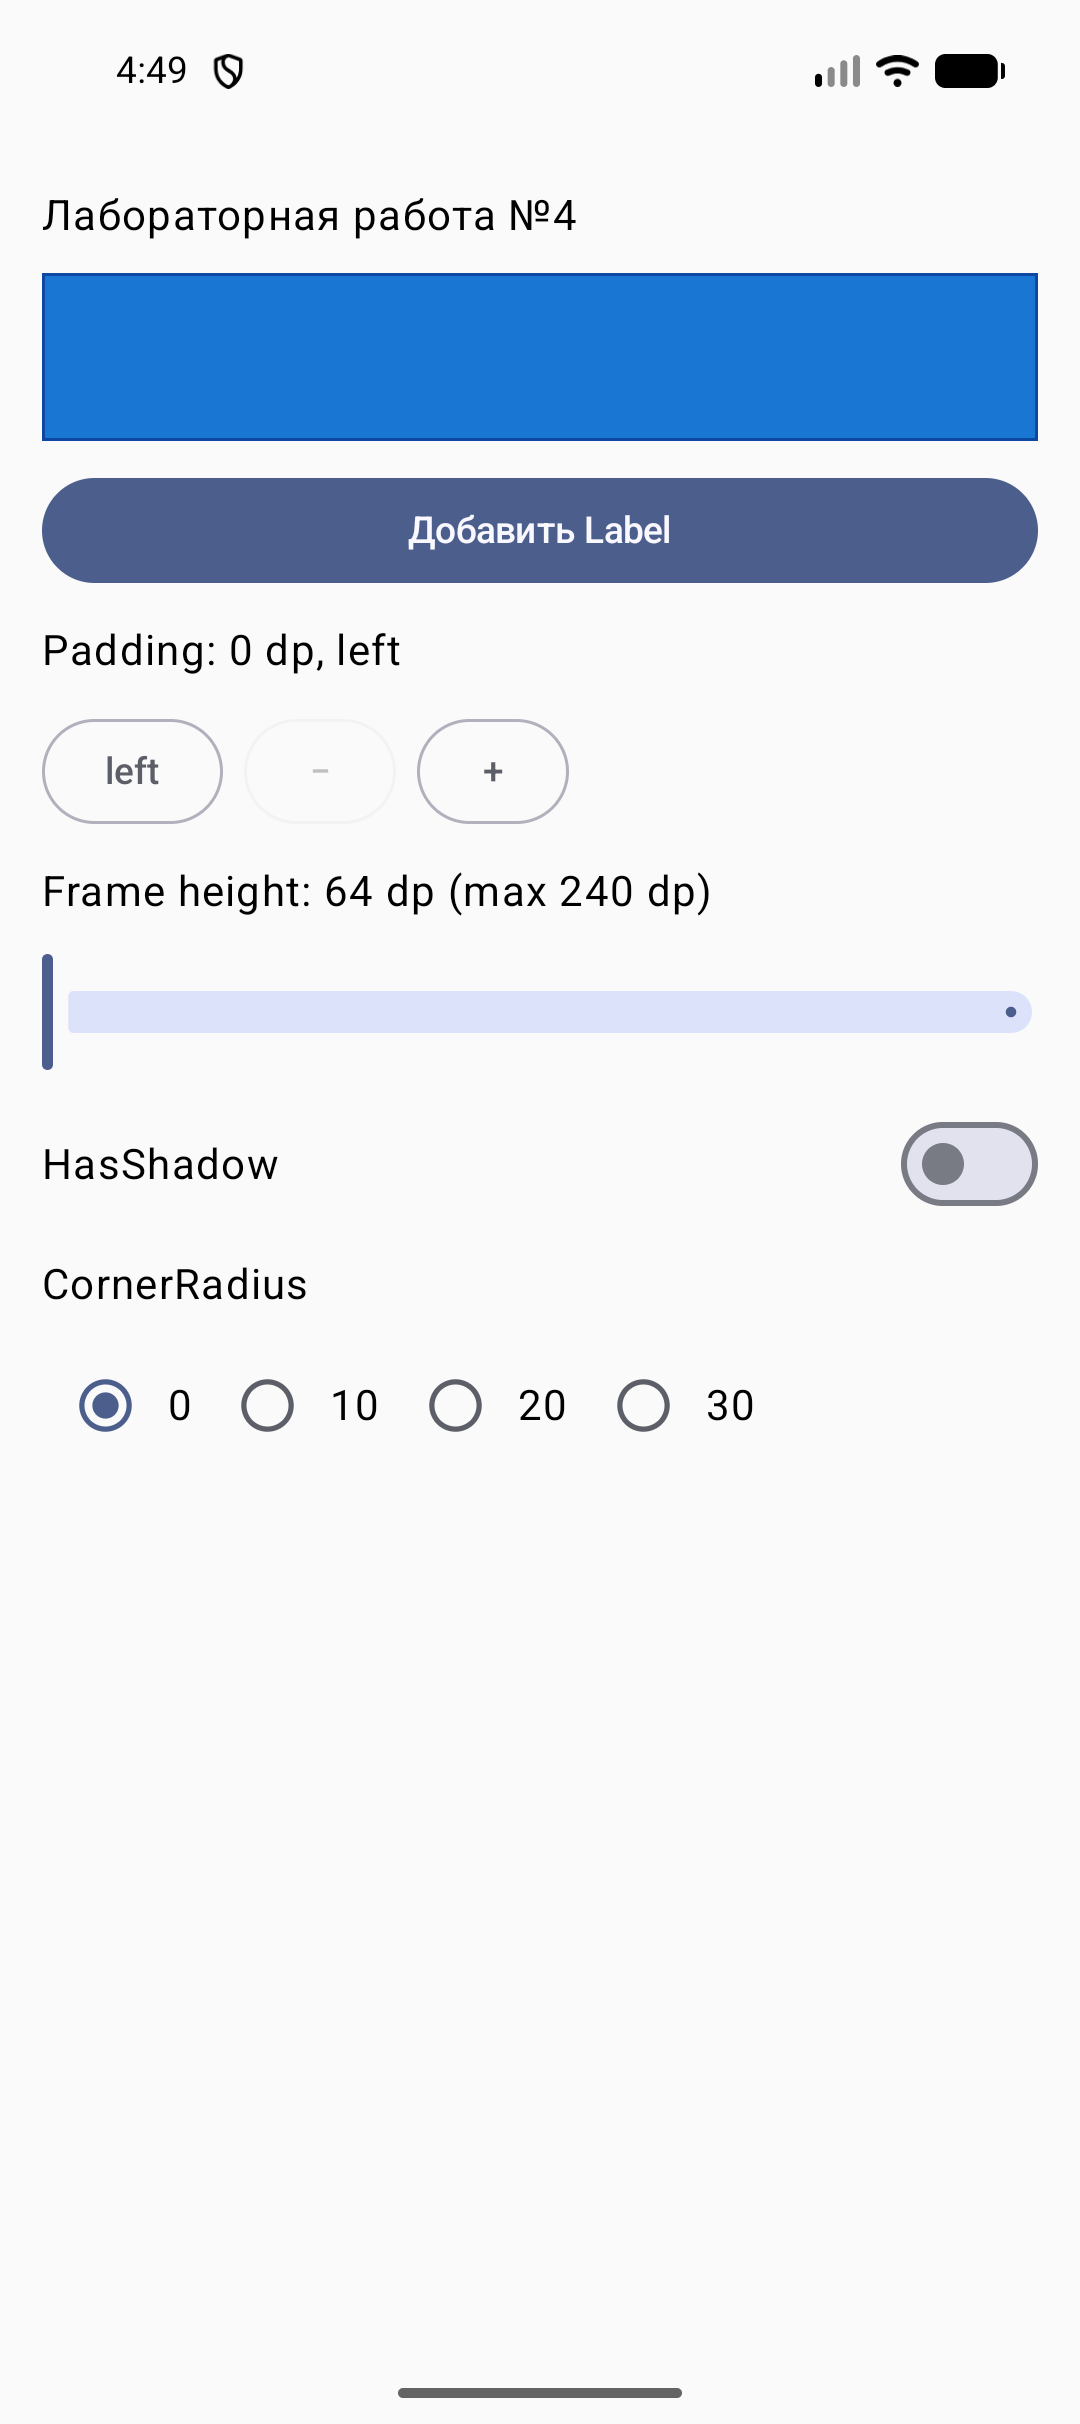 4:49
Лабораторная работа №4
Добавить Label
Padding: 0 dp, left
left − +
Frame height: 64 dp (max 240 dp)
HasShadow
CornerRadius
0 10 20 30